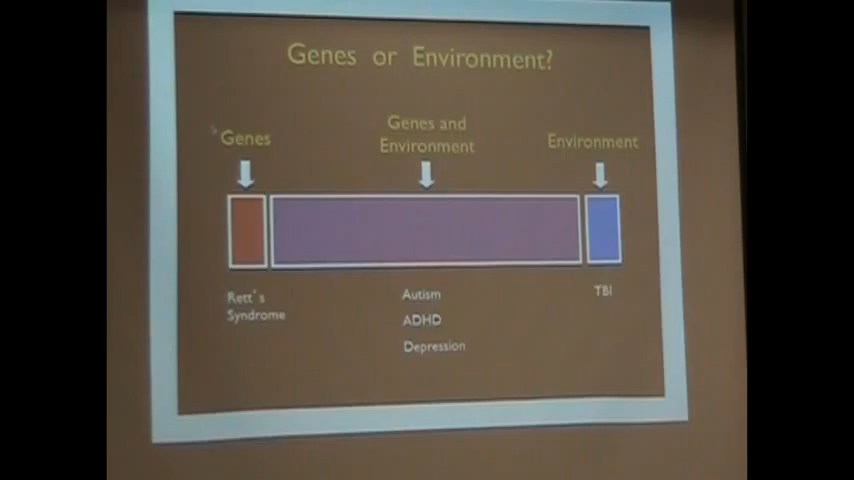 Genes or Environment?
Genes
Genes and
Environment
Environment
Rett's
Syndrome
Autism
ADHD
Depression
TBI